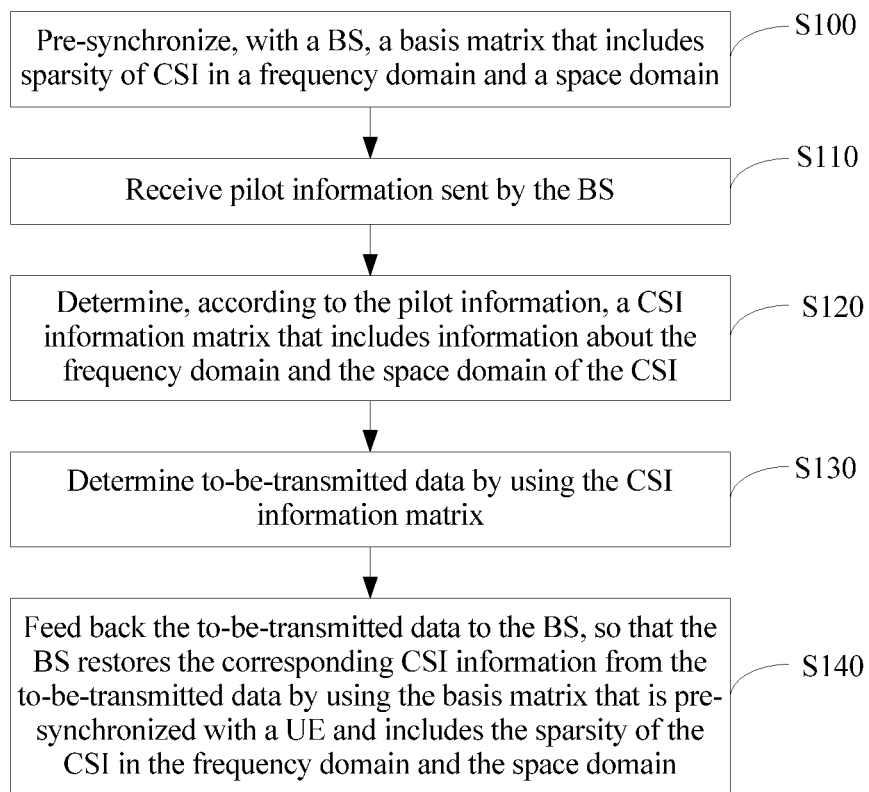 Pre-synchronize, with a BS, a basis matrix that includes
sparsity of CSI in a frequency domain and a space domain
S100
Receive pilot information sent by the BS
S110
Determine, according to the pilot information, a CSI
information matrix that includes information about the
frequency domain and the space domain of the CSI
S120
Determine to-be-transmitted data by using the CSI
information matrix
S130
Feed back the to-be-transmitted data to the BS, so that the
BS restores the corresponding CSI information from the
to-be-transmitted data by using the basis matrix that is pre-
synchronized with a UE and includes the sparsity of the
CSI in the frequency domain and the space domain
S140